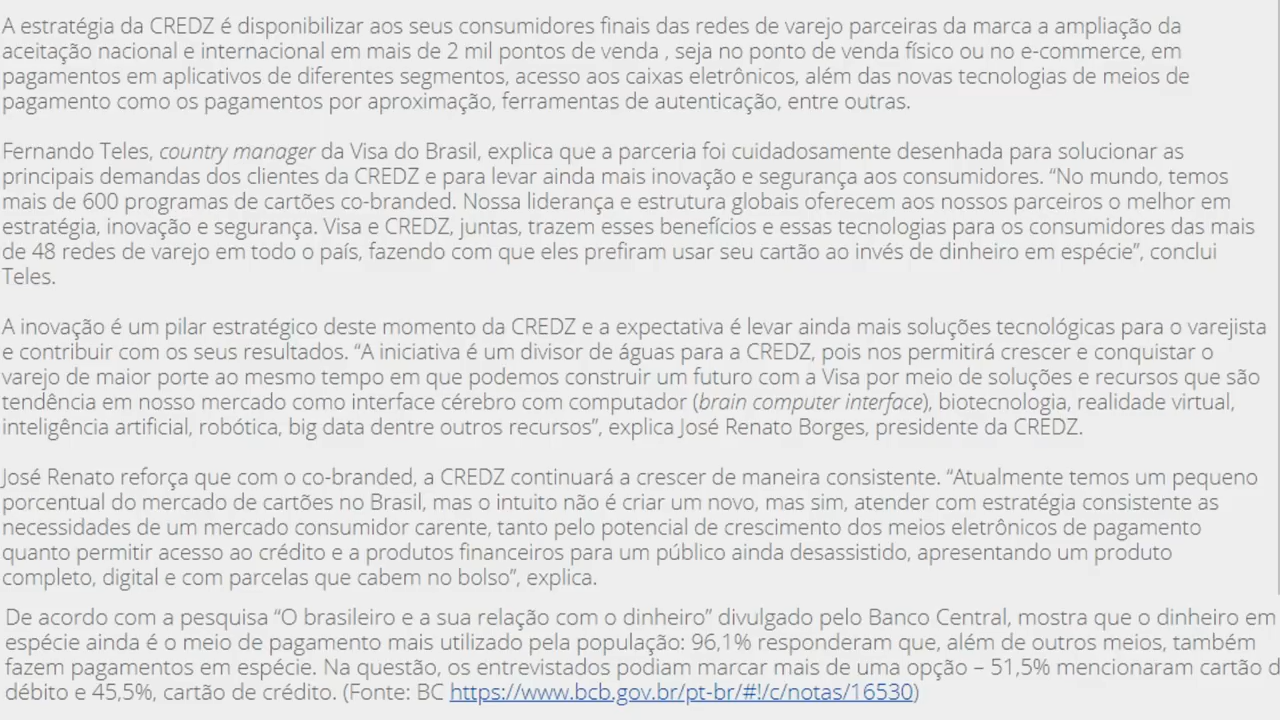 A estratégia da CREDZ é disponibilizar aos seus consumidores finais das redes de varejo parceiras da marca a ampliação da
aceitação nacional e internacional em mais de 2 mil pontos de venda , seja no ponto de venda físico ou no e-commerce, em
pagamentos em aplicativos de diferentes segmentos, acesso aos caixas eletrônicos, além das novas tecnologias de meios de
pagamento como os pagamentos por aproximação, ferramentas de autenticação, entre outras.
Fernando Teles, country manager da Visa do Brasil, explica que a parceria foi cuidadosamente desenhada para solucionar as
principais demandas dos clientes da CREDZ e para levar ainda mais inovação e segurança aos consumidores. “No mundo, temos
mais de 600 programas de cartões co-branded. Nossa liderança e estrutura globais oferecem aos nossos parceiros o melhor em
estratégia, inovação e segurança. Visa e CREDZ, juntas, trazem esses benefícios e essas tecnologias para os consumidores das mais
de 48 redes de varejo em todo o país, fazendo com que eles prefiram usar seu cartão ao invés de dinheiro em espécie”, conclui
Teles.
A inovação é um pilar estratégico deste momento da CREDZ e a expectativa é levar ainda mais soluções tecnológicas para o varejista
e contribuir com os seus resultados. “A iniciativa é um divisor de águas para a CREDZ, pois nos permitirá crescer e conquistar o
varejo de maior porte ao mesmo tempo em que podemos construir um futuro com a Visa por meio de soluções e recursos que são
tendência em nosso mercado como interface cérebro com computador (brain computer interface), biotecnologia, realidade virtual,
inteligência artificial, robótica, big data dentre outros recursos”, explica José Renato Borges, presidente da CREDZ.
José Renato reforça que com o co-branded, a CREDZ continuará a crescer de maneira consistente. “Atualmente temos um pequeno
porcentual do mercado de cartões no Brasil, mas o intuito não é criar um novo, mas sim, atender com estratégia consistente as
necessidades de um mercado consumidor carente, tanto pelo potencial de crescimento dos meios eletrônicos de pagamento
quanto permitir acesso ao crédito e a produtos financeiros para um público ainda desassistido, apresentando um produto
completo, digital e com parcelas que cabem no bolso”, explica.
De acordo com a pesquisa “O brasileiro e a sua relação com o dinheiro” divulgado pelo Banco Central, mostra que o dinheiro em
espécie ainda é o meio de pagamento mais utilizado pela população: 96,1% responderam que, além de outros meios, também
fazem pagamentos em espécie. Na questão, os entrevistados podiam marcar mais de uma opção – 51,5% mencionaram cartão d
débito e 45,5%, cartão de crédito. (Fonte: BC https://www.bcb.gov.br/pt-br/#!/c/notas/16530)